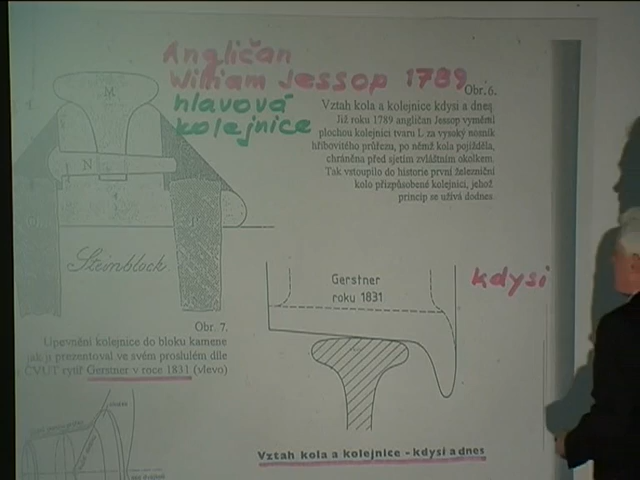 Angličan
William Jessop 1789
hlavová
kolejnice
Obr. 6.
Vztah kola a kolejnice kdysi a dnes
Již roku 1789 angličan Jessop vyměnil
plochou kolejnici tvaru L za vysoký nosník
hřibovitého průřezu, po němž kola pojížděla,
chráněna před sjetím zvláštním okolkem.
Tak vstoupilo do historie první železniční
kolo přizpůsobené kolejnici, jehož
princip se užívá dodnes
M
N
Steinblock
Obr. 7.
Upevnění kolejnice do bloku kamene
jak ji prezentoval ve svém proslulém díle
ČVUT rytíř Gerstner v roce 1831 (vlevo)
Gerstner
roku 1831
kdysi
Vztah kola a kolejnice - kdysi a dnes